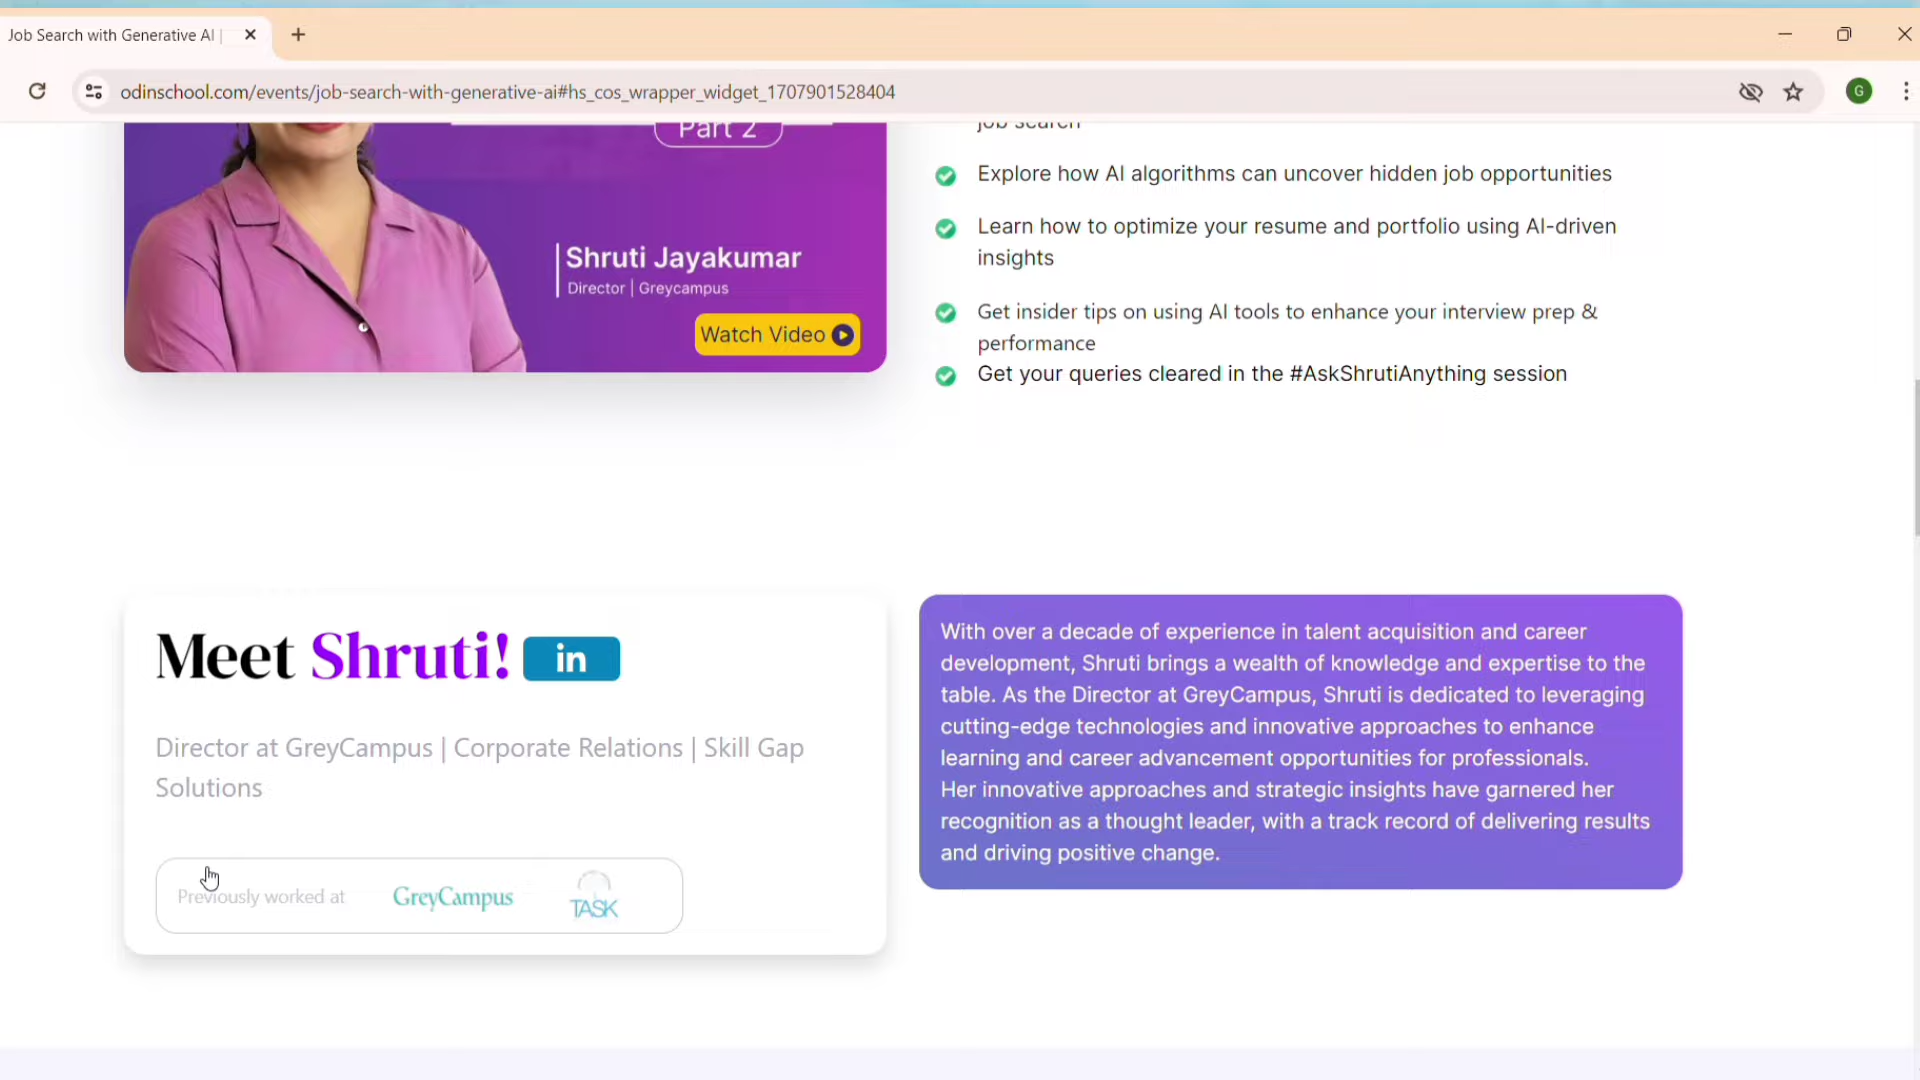 Job Search with Generative AI |
odinschool.com/events/job-search-with-generative-ai#hs_cos_wrapper_widget_1707901528404
G
Part 2
Shruti Jayakumar
Director | Greycampus
Watch Video
job search
Explore how AI algorithms can uncover hidden job opportunities
Learn how to optimize your resume and portfolio using AI-driven
insights
Get insider tips on using AI tools to enhance your interview prep &
performance
Get your queries cleared in the #AskShrutiAnything session
Meet Shruti! in
Director at GreyCampus | Corporate Relations | Skill Gap
Solutions
Previously worked at GreyCampus TASK
With over a decade of experience in talent acquisition and career
development, Shruti brings a wealth of knowledge and expertise to the
table. As the Director at GreyCampus, Shruti is dedicated to leveraging
cutting-edge technologies and innovative approaches to enhance
learning and career advancement opportunities for professionals.
Her innovative approaches and strategic insights have garnered her
recognition as a thought leader, with a track record of delivering results
and driving positive change.